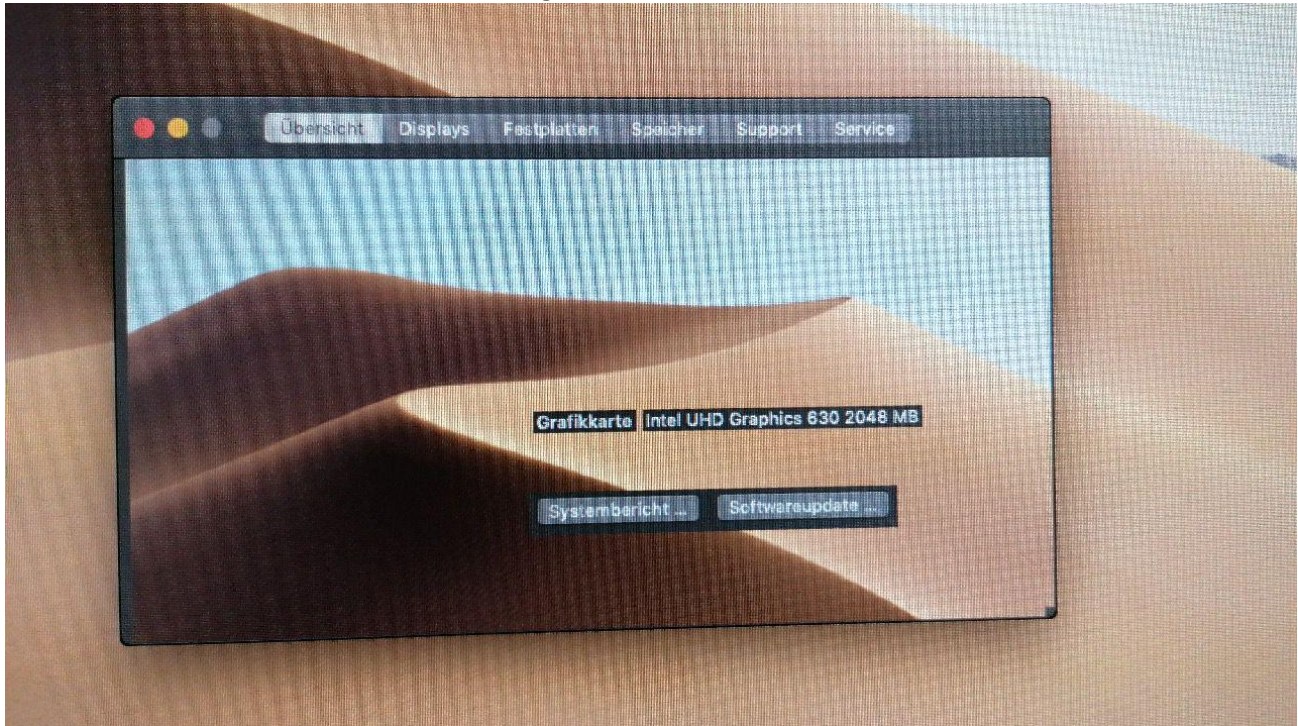 Übersicht Displays Festplatten Speicher Support Service
Grafikkarte Intel UHD Graphics 630 2048 MB
Systembericht ... Softwareupdate ...